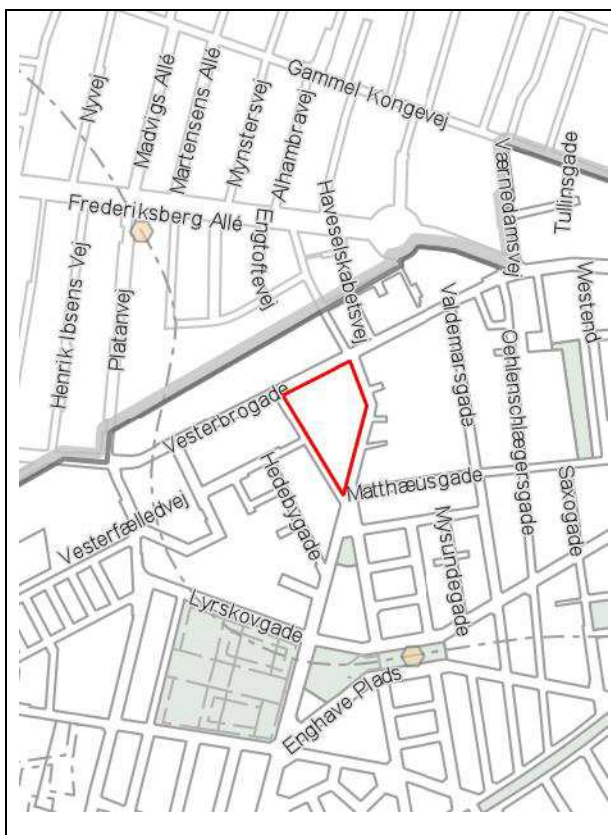 Gammel Kongevej
Nyvej
Madvigs Allé
Martensens Allé
Mynstersvej
Alhambravej
Værnedamsvej
Tullinsgade
Frederiksberg Allé
Engtoftevej
Haveselskabetsvej
Henrik Ibsens Vej
Platanvej
Valdemarsgade
Oehlenschlægersgade
Westend
Vesterbrogade
Vesterfælledvej
Hedebygade
Matthæusgade
Mysundegade
Saxogade
Lyrskovgade
Enghave Plads